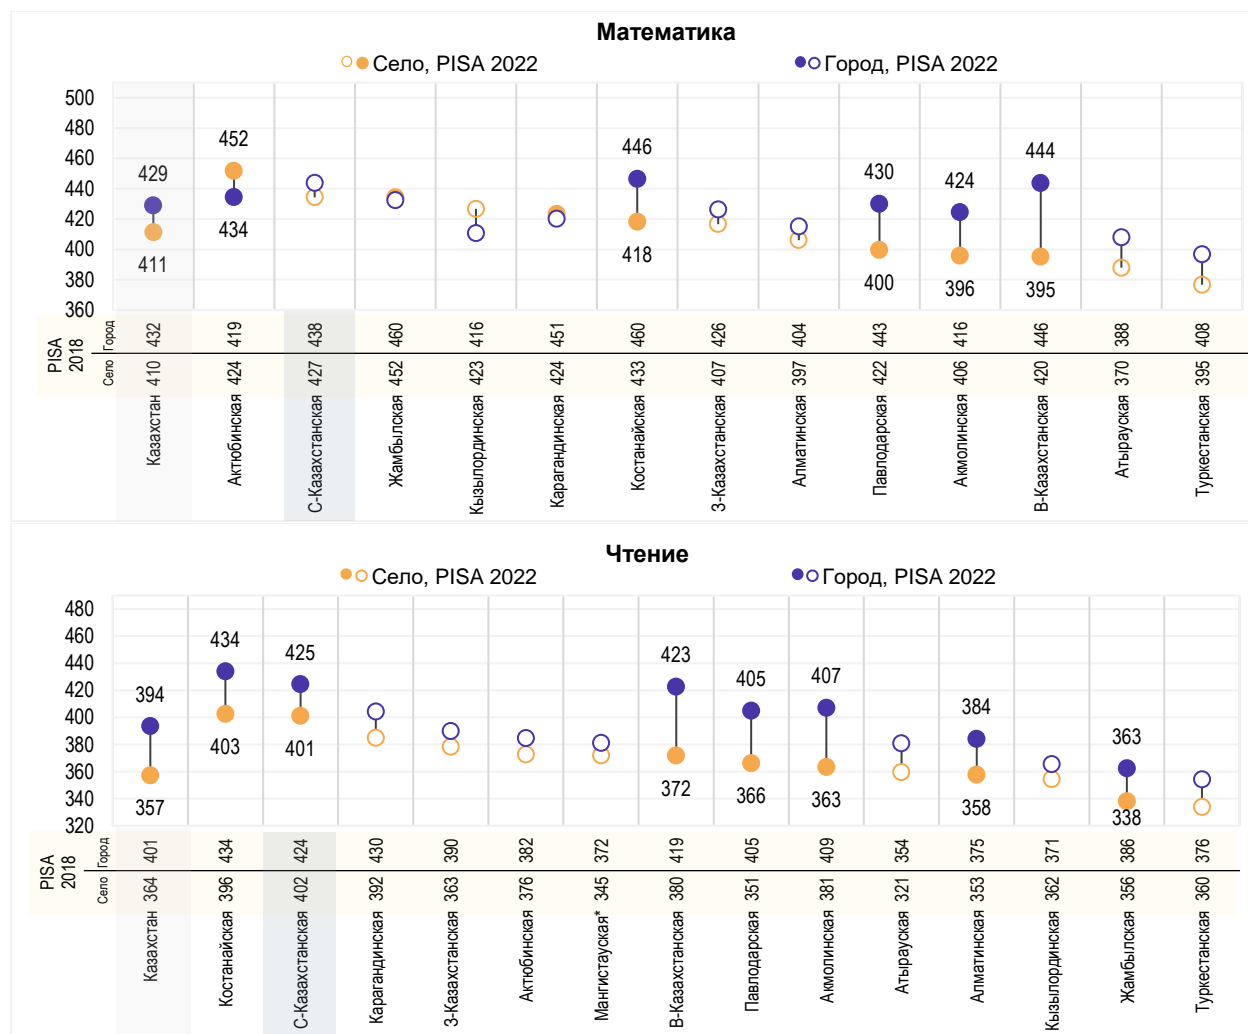 Математика
Село, PISA 2022
Город, PISA 2022
500
480
460
440
420
400
380
360
452
446
444
429
430
424
434
411
418
400
396
395
PISA 2018
Город 432 419 438 460 416 451 460 426 404 443 416 446 388 408
Село 410 424 427 452 423 424 433 407 397 422 406 420 370 395
Казахстан
Актюбинская
С-Казахстанская
Жамбылская
Кызылординская
Карагандинская
Костанайская
З-Казахстанская
Алматинская
Павлодарская
Акмолинская
В-Казахстанская
Атырауская
Туркестанская
Чтение
Село, PISA 2022
Город, PISA 2022
480
460
440
420
400
380
360
340
320
434
425
423
394
405
407
384
363
403
401
357
372
366
363
358
338
PISA 2018
Город 401 434 424 430 390 382 372 419 405 409 354 375 371 386 376
Село 364 396 402 392 363 376 345 380 351 381 321 353 362 356 360
Казахстан
Костанайская
С-Казахстанская
Карагандинская
З-Казахстанская
Актюбинская
Мангистауская*
В-Казахстанская
Павлодарская
Акмолинская
Атырауская
Алматинская
Кызылординская
Жамбылская
Туркестанская